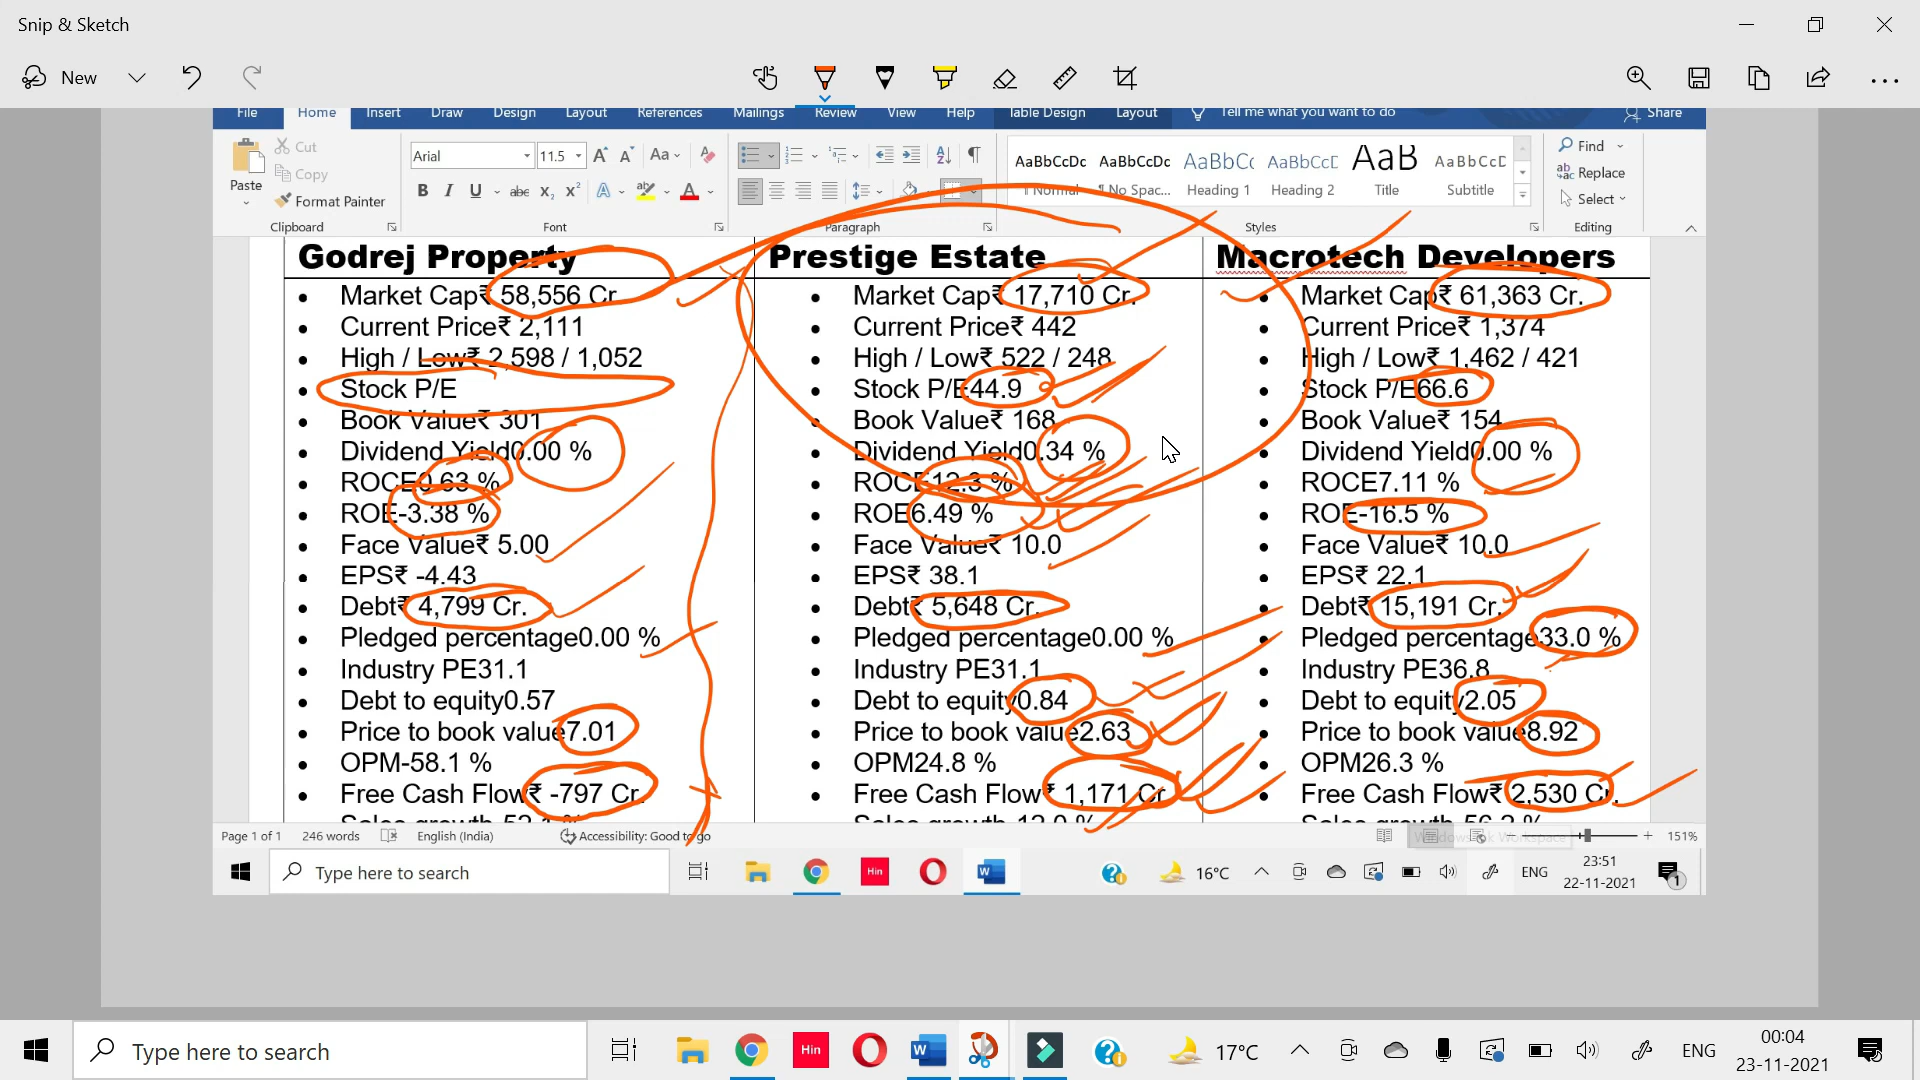 Snip & Sketch
New
File Home Insert Draw Design Layout References Mailings Review View Help Table Design Layout Tell me what you want to do Share
Paste
Cut
Copy
Format Painter
Clipboard
Arial 11.5
Font
Paragraph
AaBbCcDc AaBbCcDc AaBbCc AaBbCcD AaB AaBbCcD
¶ Normal ¶ No Spac... Heading 1 Heading 2 Title Subtitle
Styles
Find
Replace
Select
Editing
Godrej Property
• Market Cap₹ 58,556 Cr.
• Current Price₹ 2,111
• High / Low₹ 2,598 / 1,052
• Stock P/E
• Book Value₹ 301
• Dividend Yield0.00 %
• ROCE0.63 %
• ROE-3.38 %
• Face Value₹ 5.00
• EPS₹ -4.43
• Debt₹ 4,799 Cr.
• Pledged percentage0.00 %
• Industry PE31.1
• Debt to equity0.57
• Price to book value7.01
• OPM-58.1 %
• Free Cash Flow₹ -797 Cr.
Prestige Estate
• Market Cap₹ 17,710 Cr.
• Current Price₹ 442
• High / Low₹ 522 / 248
• Stock P/E44.9
• Book Value₹ 168
• Dividend Yield0.34 %
• ROCE12.3 %
• ROE6.49 %
• Face Value₹ 10.0
• EPS₹ 38.1
• Debt₹ 5,648 Cr.
• Pledged percentage0.00 %
• Industry PE31.1
• Debt to equity0.84
• Price to book value2.63
• OPM24.8 %
• Free Cash Flow₹ 1,171 Cr.
Macrotech Developers
• Market Cap₹ 61,363 Cr.
• Current Price₹ 1,374
• High / Low₹ 1,462 / 421
• Stock P/E66.6
• Book Value₹ 154
• Dividend Yield0.00 %
• ROCE7.11 %
• ROE-16.5 %
• Face Value₹ 10.0
• EPS₹ 22.1
• Debt₹ 15,191 Cr.
• Pledged percentage33.0 %
• Industry PE36.8
• Debt to equity2.05
• Price to book value8.92
• OPM26.3 %
• Free Cash Flow₹ 2,530 Cr.
Page 1 of 1 246 words English (India) Accessibility: Good to go 151%
Type here to search
Hin
16°C ENG
23:51
22-11-2021
1
Type here to search
Hin
17°C ENG
00:04
23-11-2021